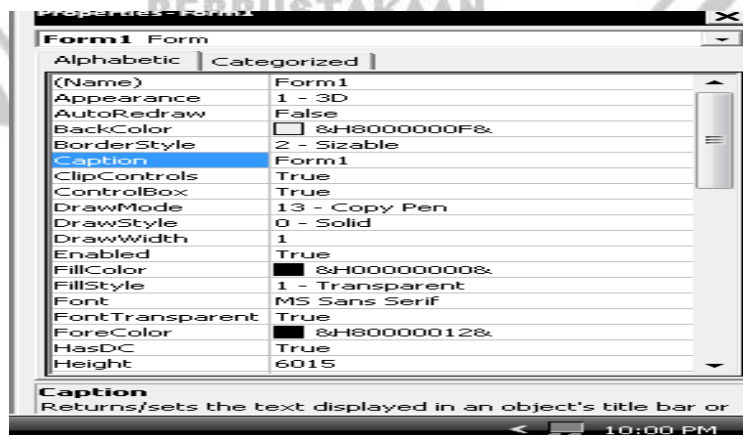 PERPUSTAKAAN
Properties - Form1
Form1 Form
Alphabetic Categorized
(Name) Form1
Appearance 1 - 3D
AutoRedraw False
BackColor &H8000000F&
BorderStyle 2 - Sizable
Caption Form1
ClipControls True
ControlBox True
DrawMode 13 - Copy Pen
DrawStyle 0 - Solid
DrawWidth 1
Enabled True
FillColor &H00000000&
FillStyle 1 - Transparent
Font MS Sans Serif
FontTransparent True
ForeColor &H80000012&
HasDC True
Height 6015
Caption
Returns/sets the text displayed in an object's title bar or
< 10:00 PM